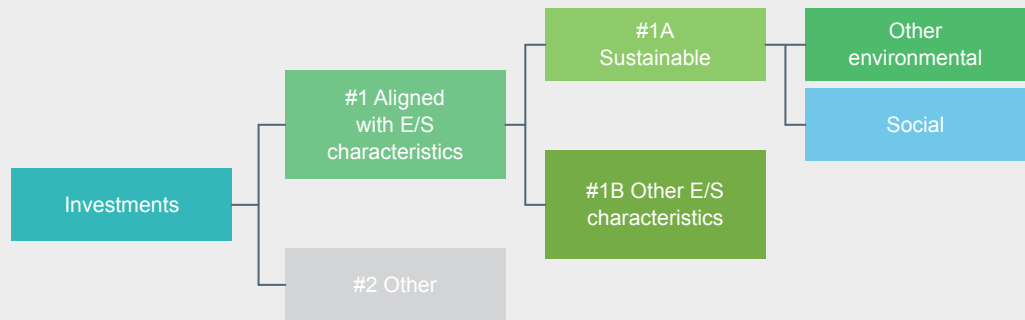 Investments
#1 Aligned
with E/S
characteristics
#2 Other
#1A
Sustainable
#1B Other E/S
characteristics
Other
environmental
Social